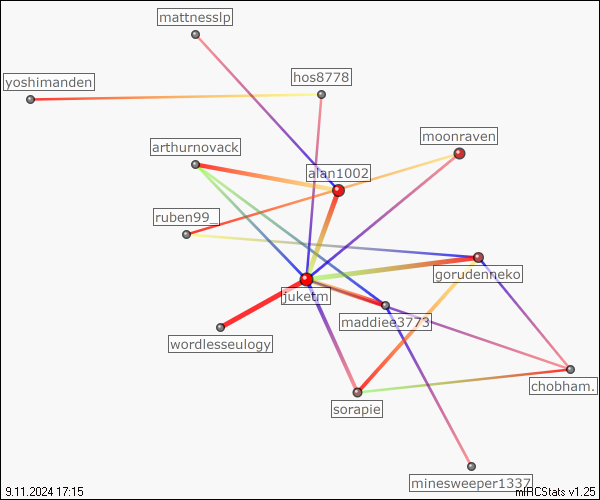 mattnesslp
yoshimanden
hos8778
moonraven
arthurnovack
alan1002
ruben99_
gorudenneko
juketm
maddiee3773
wordlesseulogy
chobham.
sorapie
minesweeper1337
9.11.2024 17:15
mIRCStats v1.25